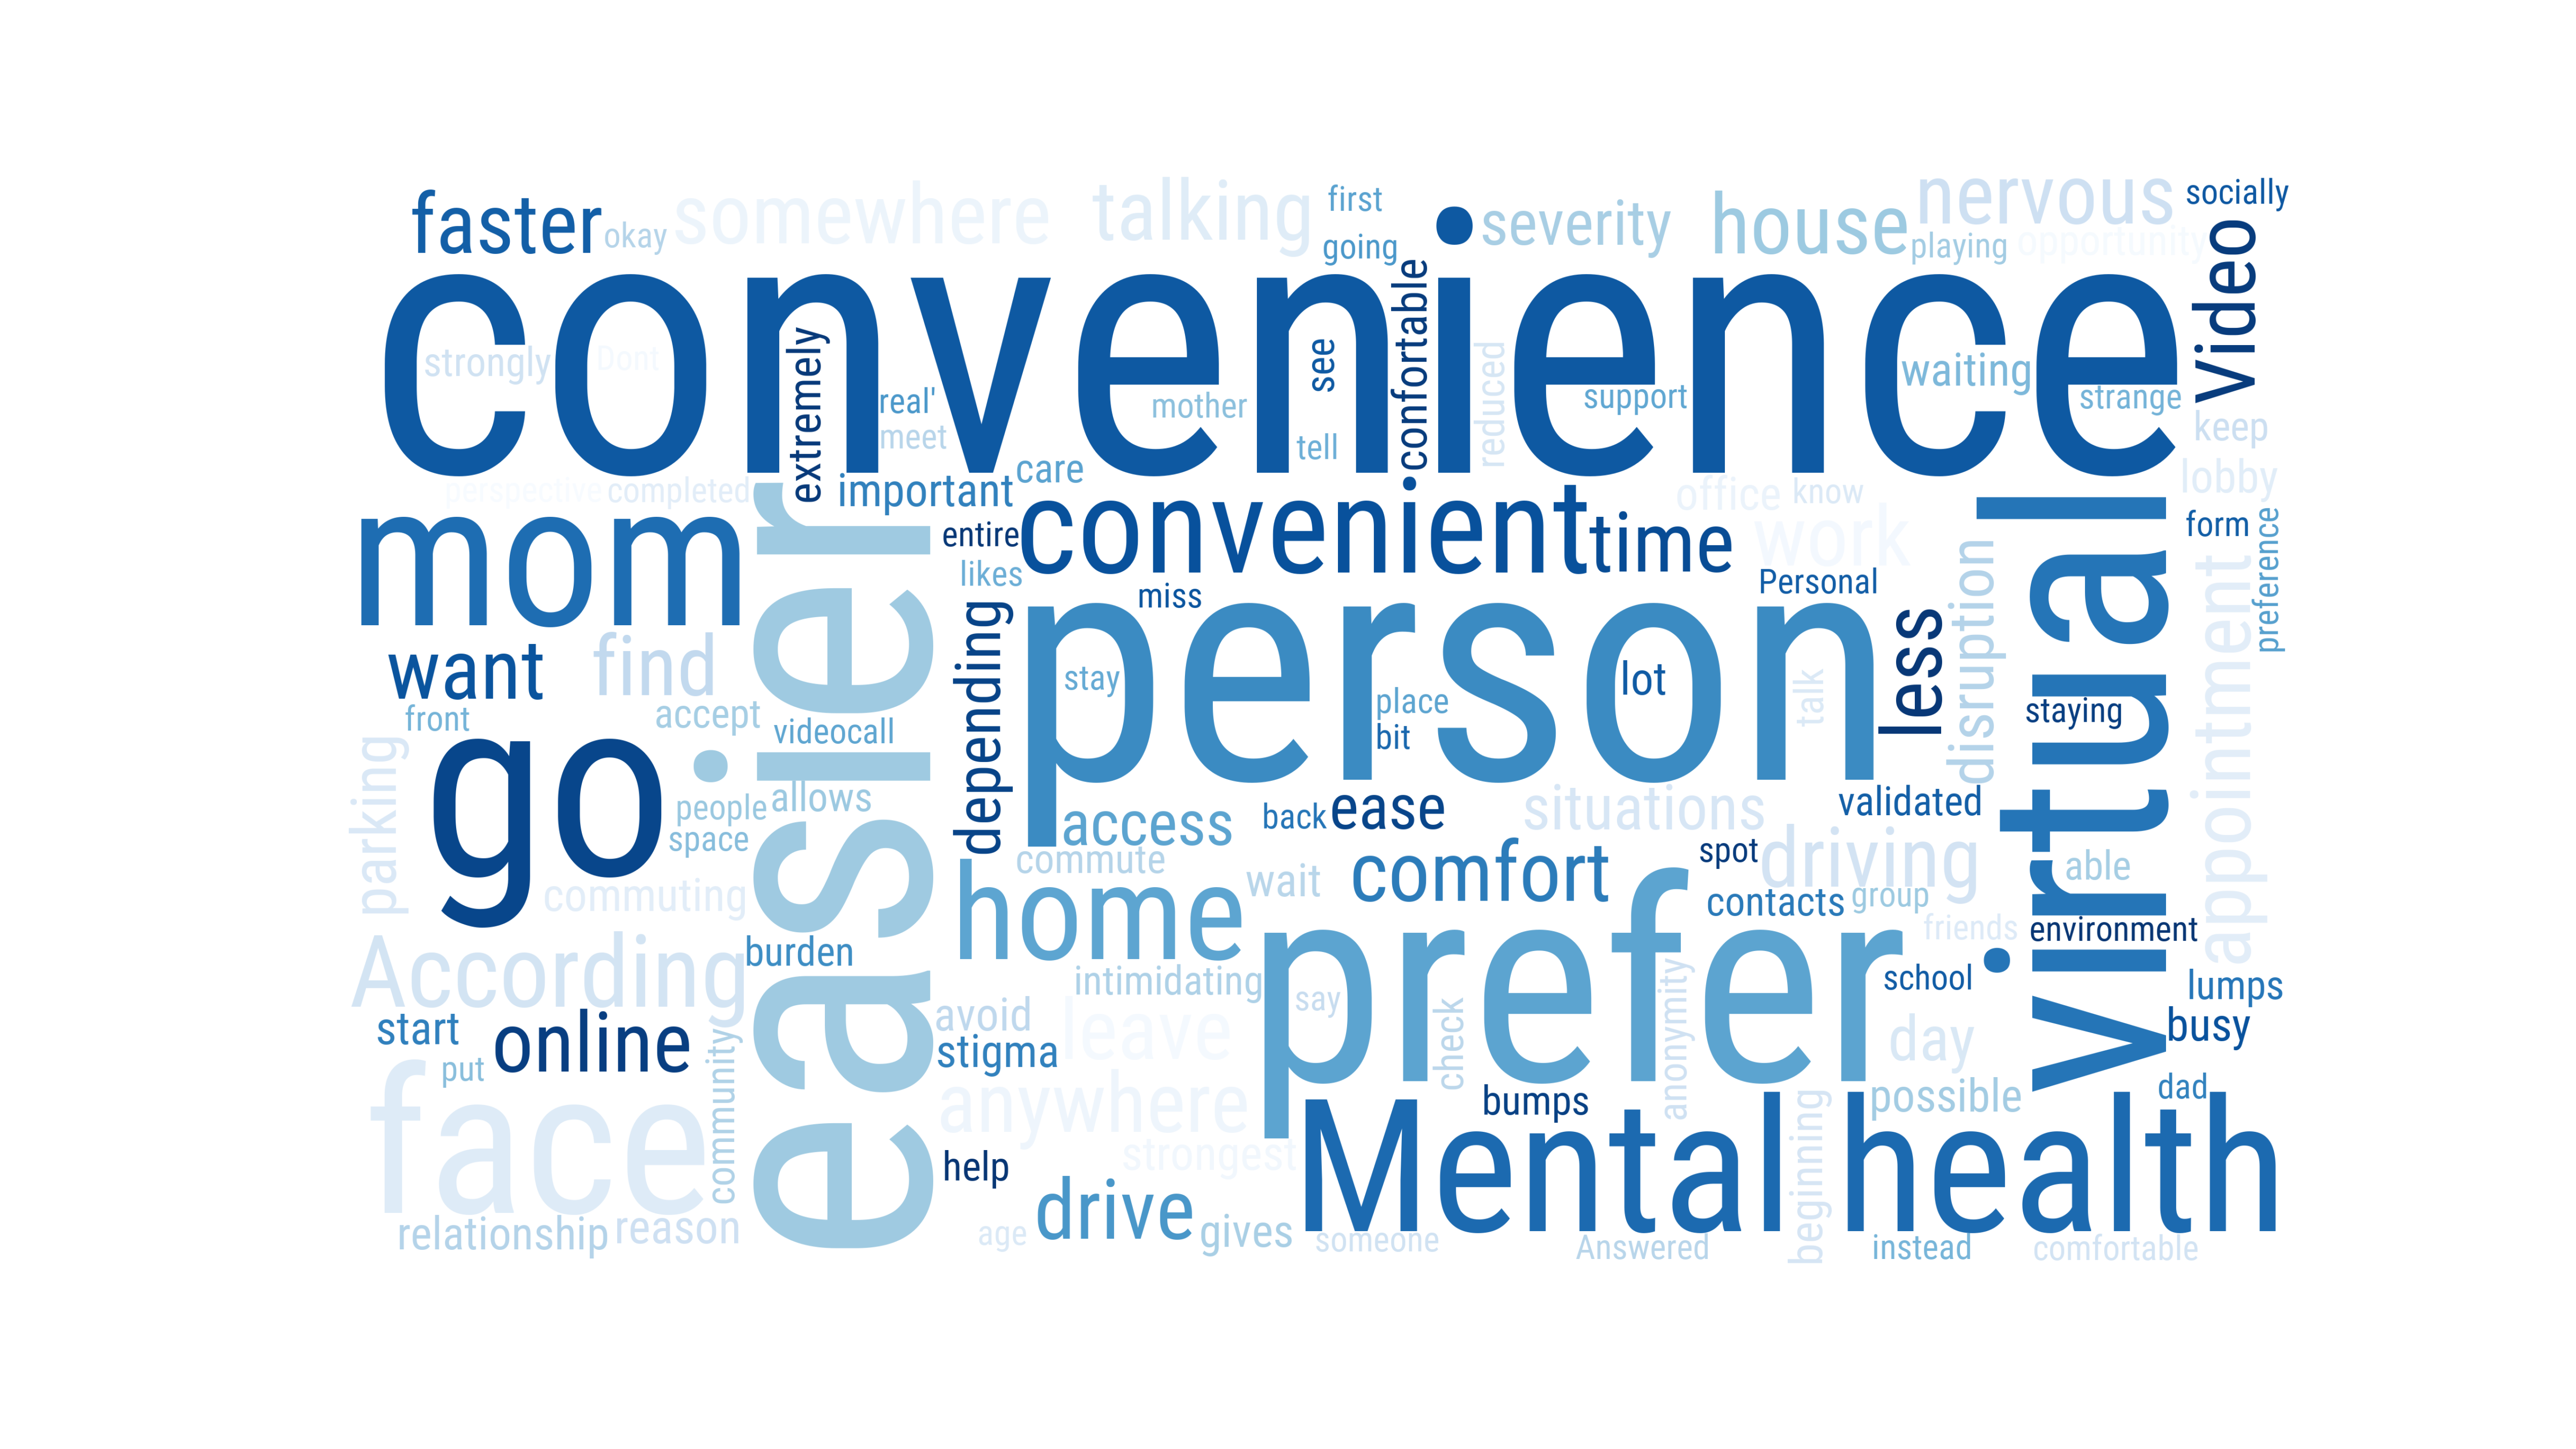 faster okay somewhere talking first severity house nervous socially
going playing opportunity
convenience
Video
strongly Dont extremely real' meet mother see tell confortable reduced support waiting strange
keep
lobby
perspective completed important care office know
mom entire convenient time work form
likes miss Personal preference
easier
want find depending person less disruption virtual appointment
stay place bit lot talk staying
front accept videocall
go
parking people allows space access back ease situations validated
commuting commute wait comfort spot driving able
home contacts group
According burden prefer friends environment
intimidating say check anonymity school lumps
start online avoid leave day busy
put community stigma
face anywhere bumps possible dad
help strongest Mental health
beginning
drive
relationship reason age gives someone Answered instead comfortable